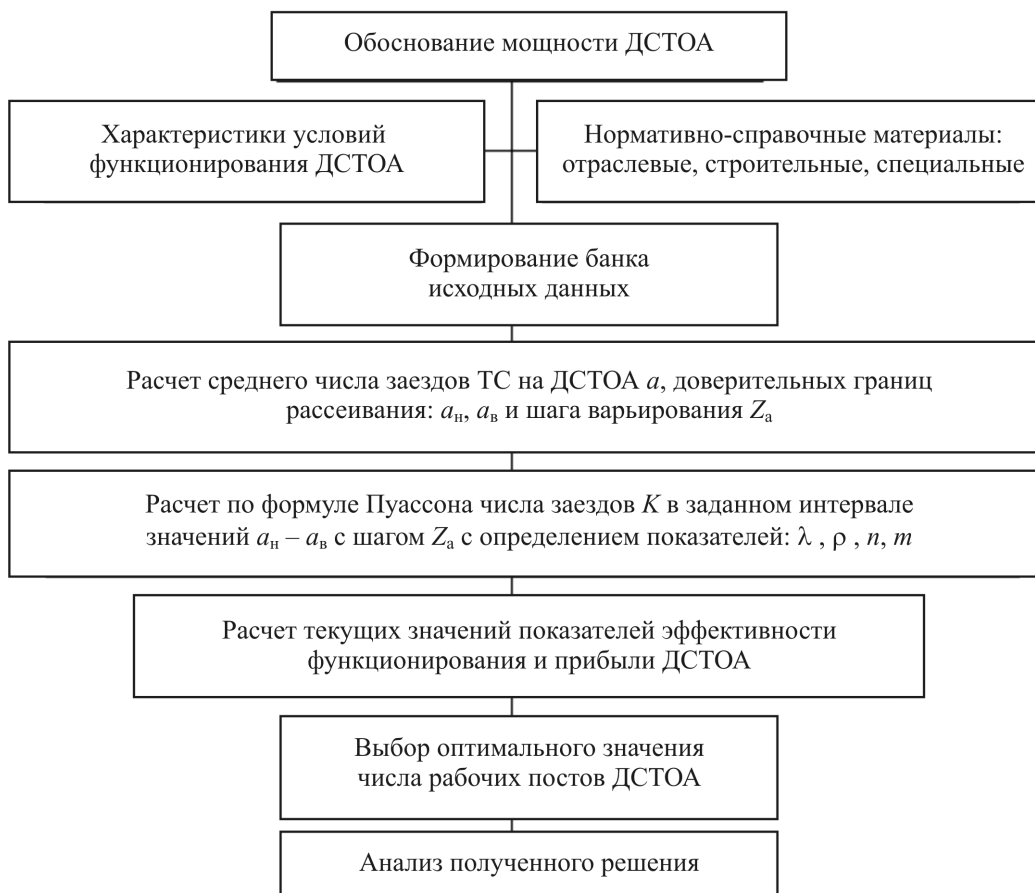 Обоснование мощности ДСТОА
Характеристики условий
функционирования ДСТОА
Нормативно-справочные материалы:
отраслевые, строительные, специальные
Формирование банка
исходных данных
Расчет среднего числа заездов ТС на ДСТОА a, доверительных границ
рассеивания: aн, aв и шага варьирования Zа
Расчет по формуле Пуассона числа заездов K в заданном интервале
значений aн – aв с шагом Zа с определением показателей: λ , ρ , n, m
Расчет текущих значений показателей эффективности
функционирования и прибыли ДСТОА
Выбор оптимального значения
числа рабочих постов ДСТОА
Анализ полученного решения